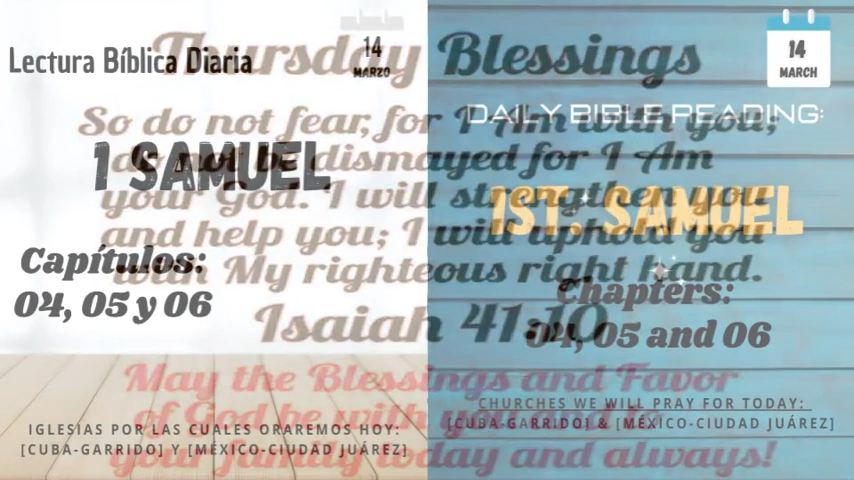 Lectura Bíblica Diaria
14
MARZO
1 SAMUEL
Capítulos:
04, 05 y 06
IGLESIAS POR LAS CUALES ORAREMOS HOY:
[CUBA-GARRIDO] Y [MÉXICO-CIUDAD JUÁREZ]
14
MARCH
DAILY BIBLE READING:
1ST. SAMUEL
Chapters:
04, 05 and 06
CHURCHES WE WILL PRAY FOR TODAY:
[CUBA-GARRIDO] & [MÉXICO-CIUDAD JUÁREZ]
Thursday Blessings
So do not fear, for I Am with you;
do not be dismayed for I Am
your God. I will strengthen you
and help you; I will uphold you
with My righteous right hand.
Isaiah 41:10
May the Blessings and Favor
of God be with you and to
your family today and always!